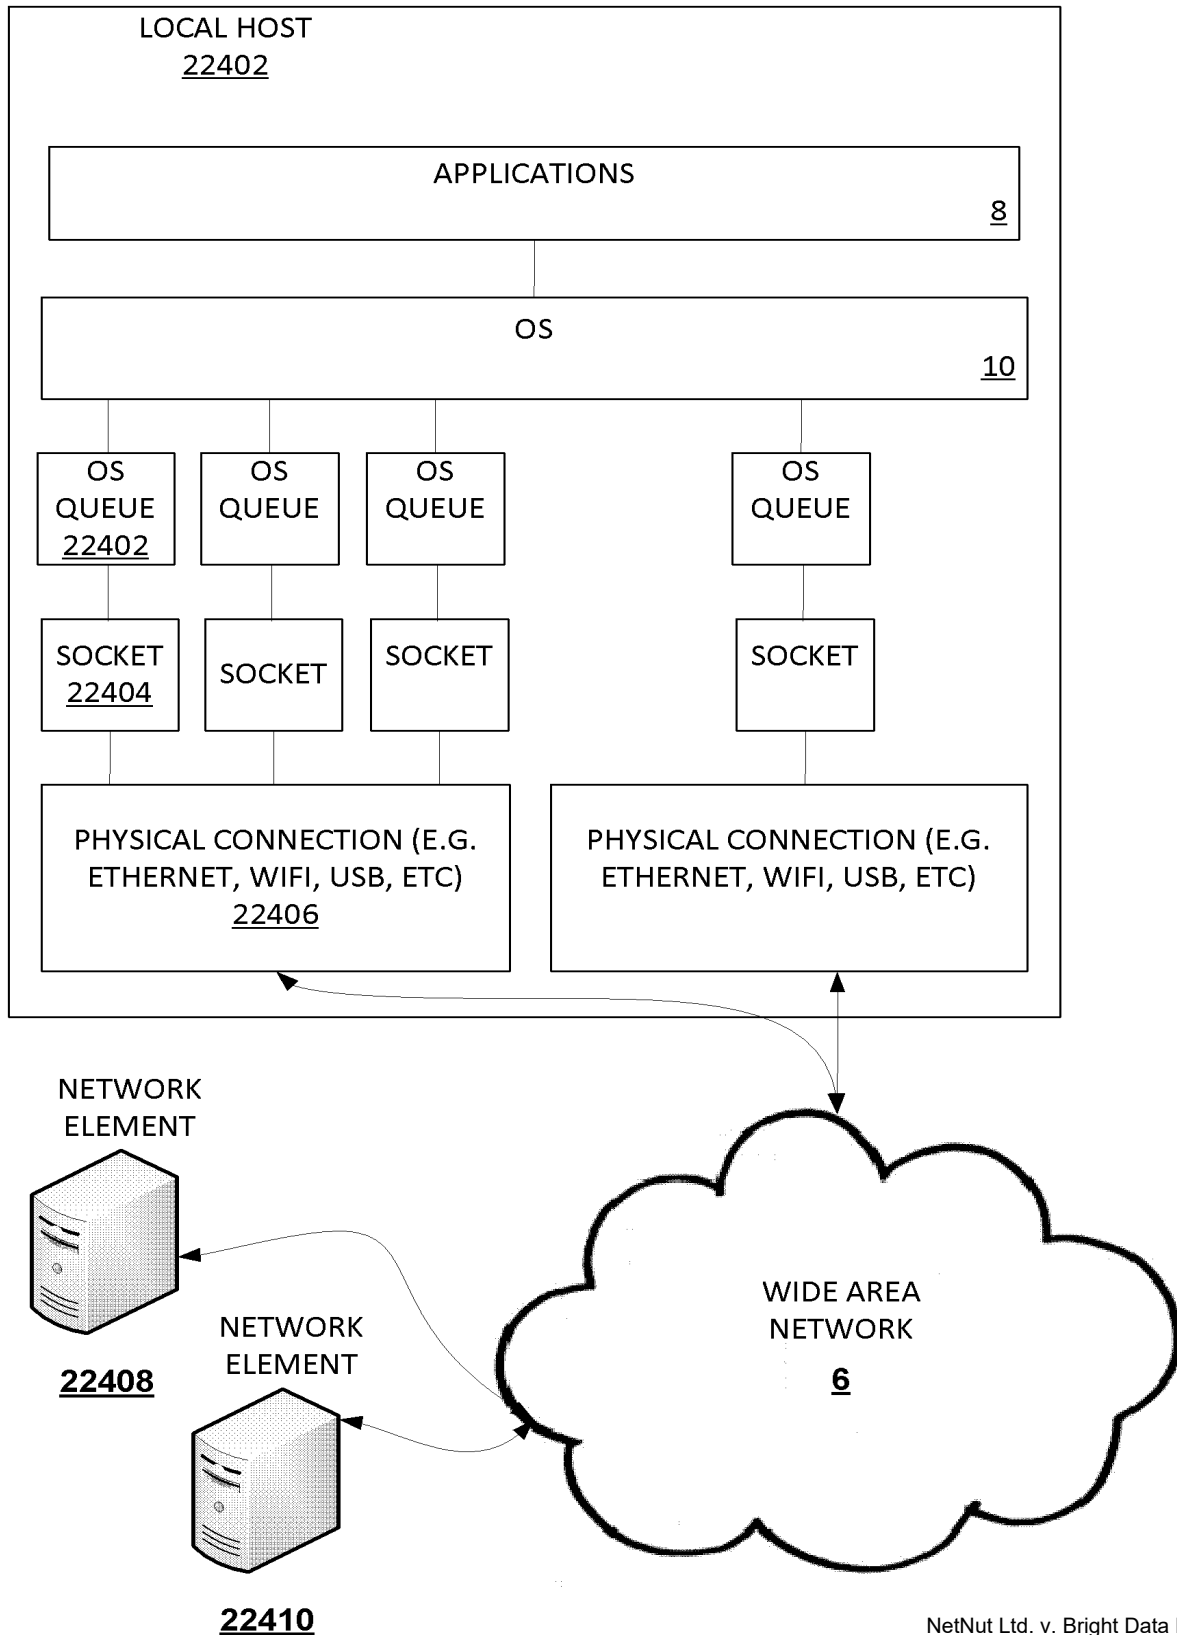 LOCAL HOST
22402
APPLICATIONS
8
OS
10
OS
QUEUE
22402
OS
QUEUE
OS
QUEUE
OS
QUEUE
SOCKET
22404
SOCKET
SOCKET
SOCKET
PHYSICAL CONNECTION (E.G.
ETHERNET, WIFI, USB, ETC)
22406
PHYSICAL CONNECTION (E.G.
ETHERNET, WIFI, USB, ETC)
NETWORK
ELEMENT
22408
NETWORK
ELEMENT
22410
WIDE AREA
NETWORK
6
NetNut Ltd. v. Bright Data